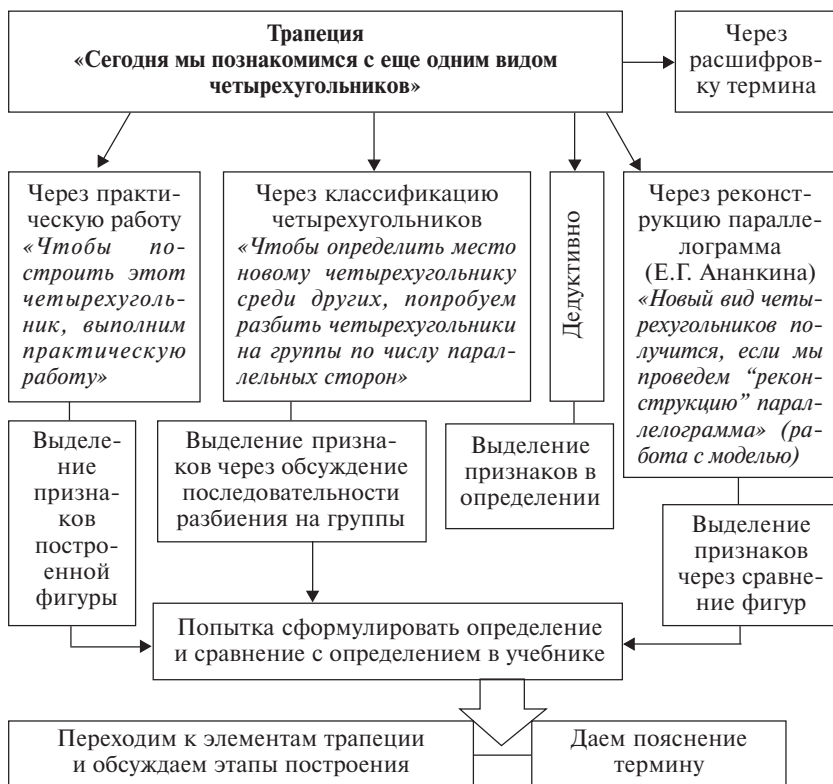 Трапеция
«Сегодня мы познакомимся с еще одним видом
четырехугольников»
Через
расшифров-
ку термина
Через практи-
ческую работу
«Чтобы по-
строить этот
четырехуголь-
ник, выполним
практическую
работу»
Через классификацию
четырехугольников
«Чтобы определить место
новому четырехугольнику
среди других, попробуем
разбить четырехугольники
на группы по числу парал-
лельных сторон»
Дедуктивно
Через реконст-
рукцию паралле-
лограмма
(Е.Г. Ананкина)
«Новый вид четы-
рехугольников по-
лучится, если мы
проведем “рекон-
струкцию” парал-
лелограмма» (ра-
бота с моделью)
Выделе-
ние
призна-
ков
постро-
енной
фигуры
Выделение призна-
ков через обсуждение
последовательности
разбиения на группы
Выделение
признаков в
определении
Выделение
признаков
через сравне-
ние фигур
Попытка сформулировать определение
и сравнение с определением в учебнике
Переходим к элементам трапеции
и обсуждаем этапы построения
Даем пояснение
термину